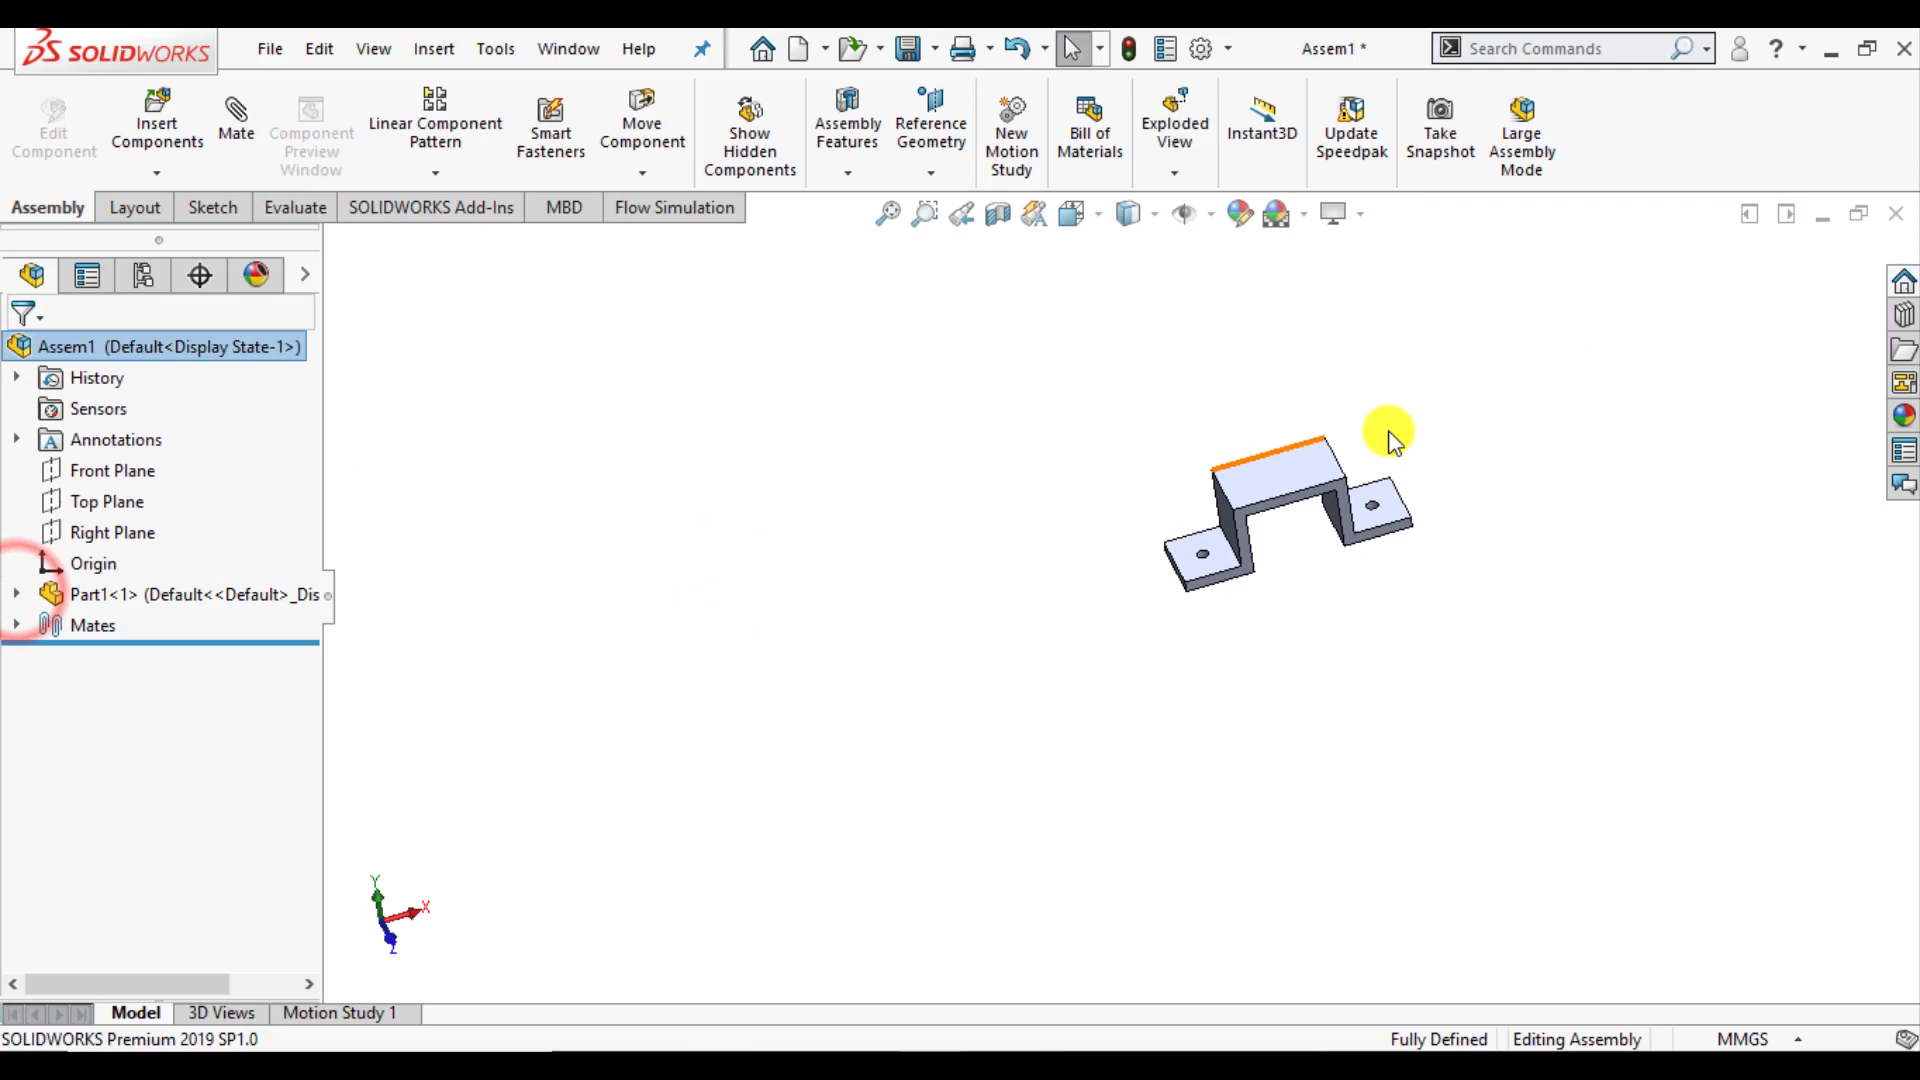 SOLIDWORKS File Edit View Insert Tools Window Help Assem1 * Search Commands
Edit Component
Insert Components
Mate
Component Preview Window
Linear Component Pattern
Smart Fasteners
Move Component
Show Hidden Components
Assembly Features
Reference Geometry
New Motion Study
Bill of Materials
Exploded View
Instant3D
Update Speedpak
Take Snapshot
Large Assembly Mode
Assembly Layout Sketch Evaluate SOLIDWORKS Add-Ins MBD Flow Simulation
Assem1 (Default<Display State-1>)
History
Sensors
A Annotations
Front Plane
Top Plane
Right Plane
Origin
Part1<1> (Default<<Default>_Dis
Mates
Y
X
Z
Model 3D Views Motion Study 1
SOLIDWORKS Premium 2019 SP1.0 Fully Defined Editing Assembly MMGS